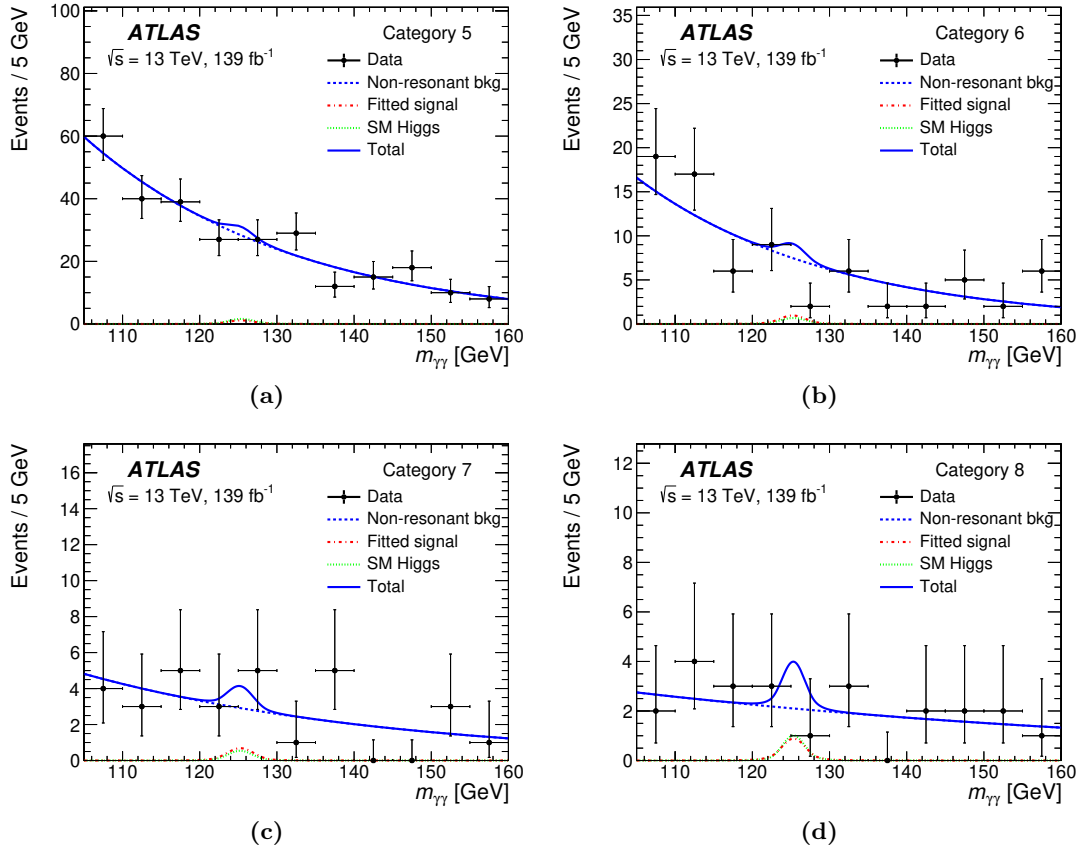 Events / 5 GeV
100
80
60
40
20
0
ATLAS
√s = 13 TeV, 139 fb⁻¹
Category 5
Data
Non-resonant bkg
Fitted signal
SM Higgs
Total
110 120 130 140 150 160
mγγ [GeV]
(a)
Events / 5 GeV
35
30
25
20
15
10
5
0
ATLAS
√s = 13 TeV, 139 fb⁻¹
Category 6
Data
Non-resonant bkg
Fitted signal
SM Higgs
Total
110 120 130 140 150 160
mγγ [GeV]
(b)
Events / 5 GeV
16
14
12
10
8
6
4
2
0
ATLAS
√s = 13 TeV, 139 fb⁻¹
Category 7
Data
Non-resonant bkg
Fitted signal
SM Higgs
Total
110 120 130 140 150 160
mγγ [GeV]
(c)
Events / 5 GeV
12
10
8
6
4
2
0
ATLAS
√s = 13 TeV, 139 fb⁻¹
Category 8
Data
Non-resonant bkg
Fitted signal
SM Higgs
Total
110 120 130 140 150 160
mγγ [GeV]
(d)